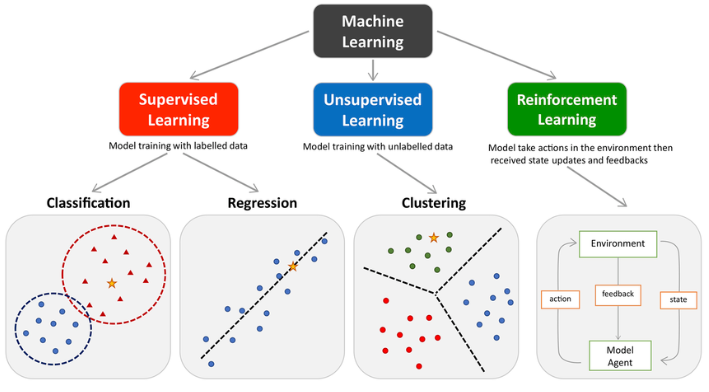 Machine
Learning
Supervised
Learning
Unsupervised
Learning
Reinforcement
Learning
Model training with labelled data
Model training with unlabelled data
Model take actions in the environment then
received state updates and feedbacks
Classification
Regression
Clustering
Environment
action
feedback
state
Model
Agent